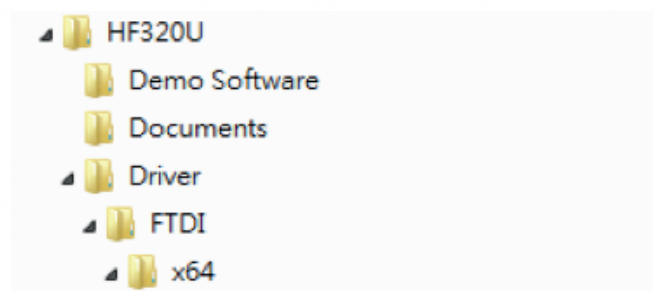 HF320U
Demo Software
Documents
Driver
FTDI
x64